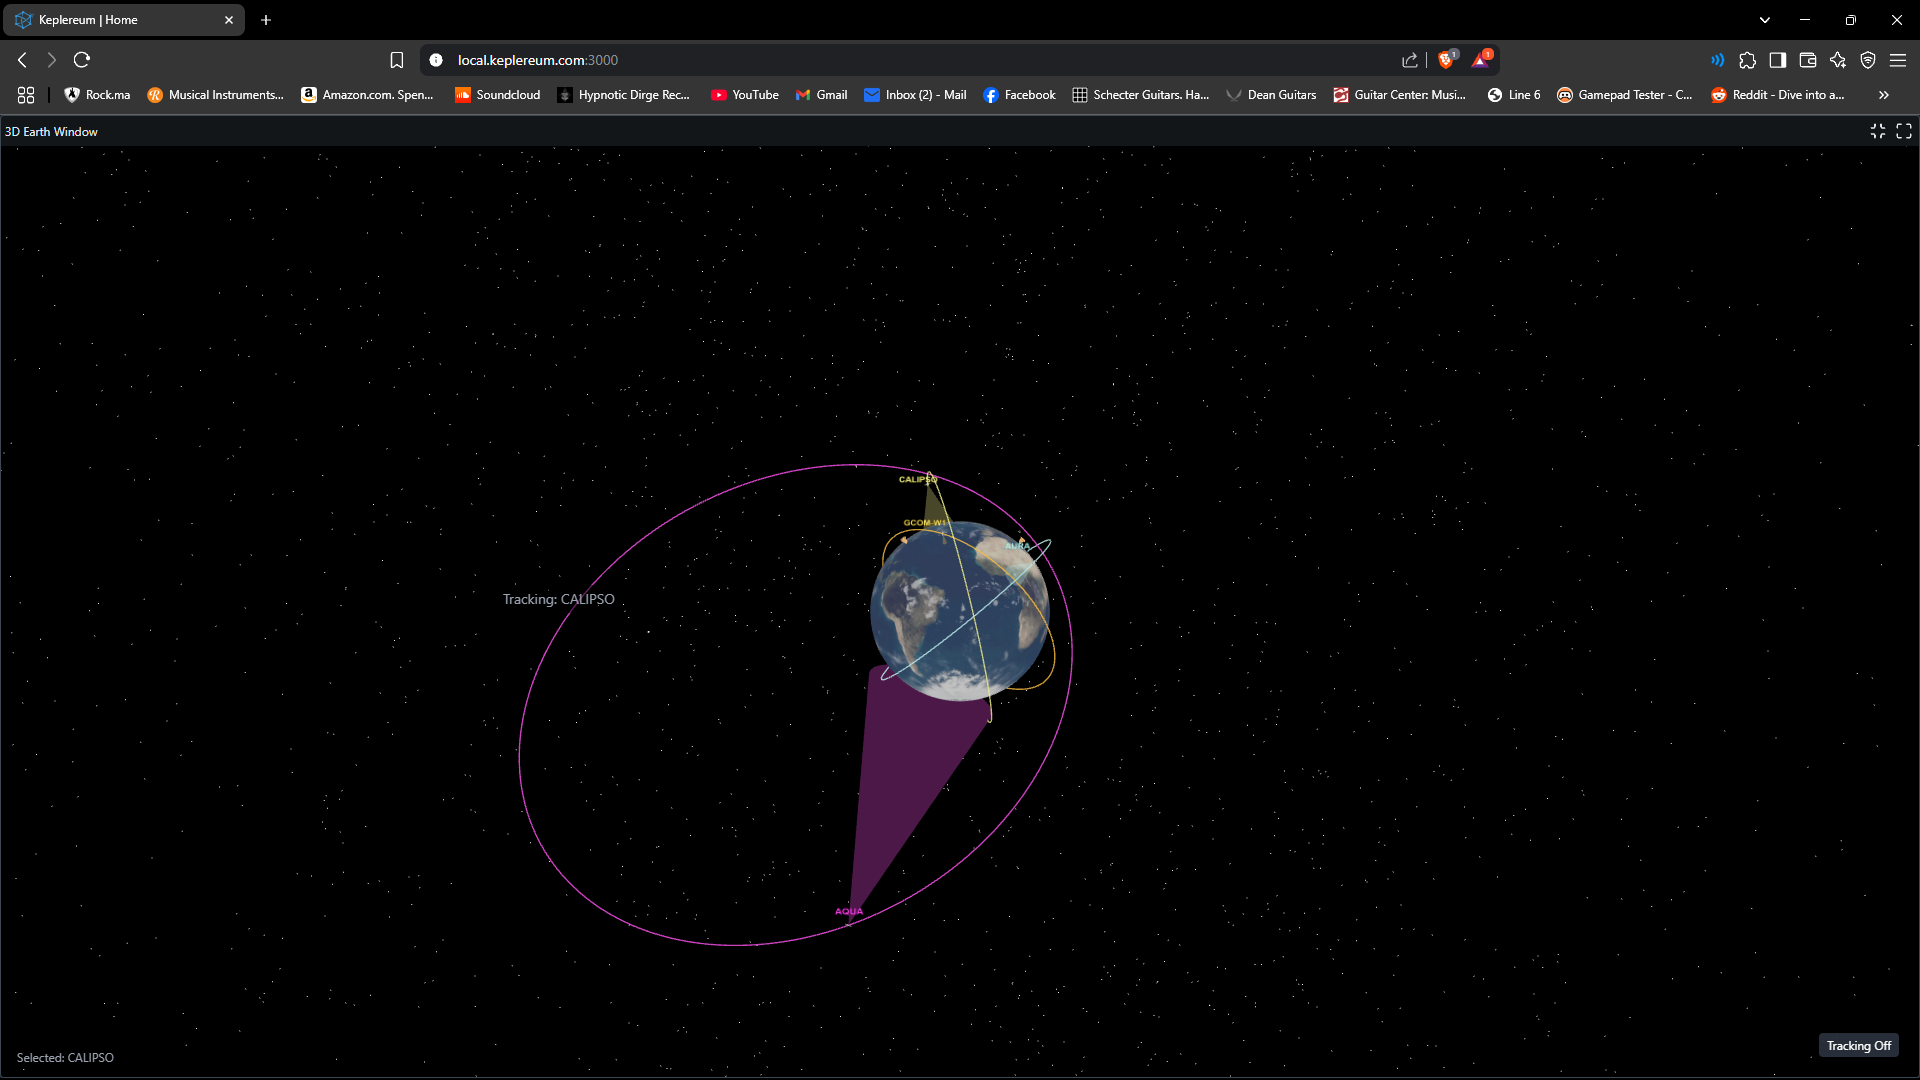 Keplereum | Home
local.keplereum.com:3000
1
1
Rock.ma
Musical Instruments...
Amazon.com. Spen...
Soundcloud
Hypnotic Dirge Rec...
YouTube
Gmail
Inbox (2) - Mail
Facebook
Schecter Guitars. Ha...
Dean Guitars
Guitar Center: Musi...
Line 6
Gamepad Tester - C...
Reddit - Dive into a...
3D Earth Window
CALIPSO
GCOM-W1
AURA
Tracking: CALIPSO
AQUA
Tracking Off
Selected: CALIPSO